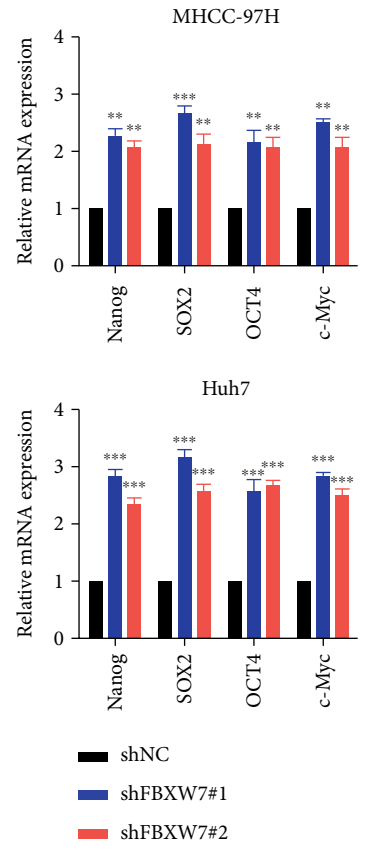 MHCC-97H
Relative mRNA expression
4
3
2
1
0
** ** *** ** ** ** ** **
Nanog
SOX2
OCT4
c-Myc
Huh7
Relative mRNA expression
4
3
2
1
0
*** *** *** *** *** *** *** ***
Nanog
SOX2
OCT4
c-Myc
shNC
shFBXW7#1
shFBXW7#2